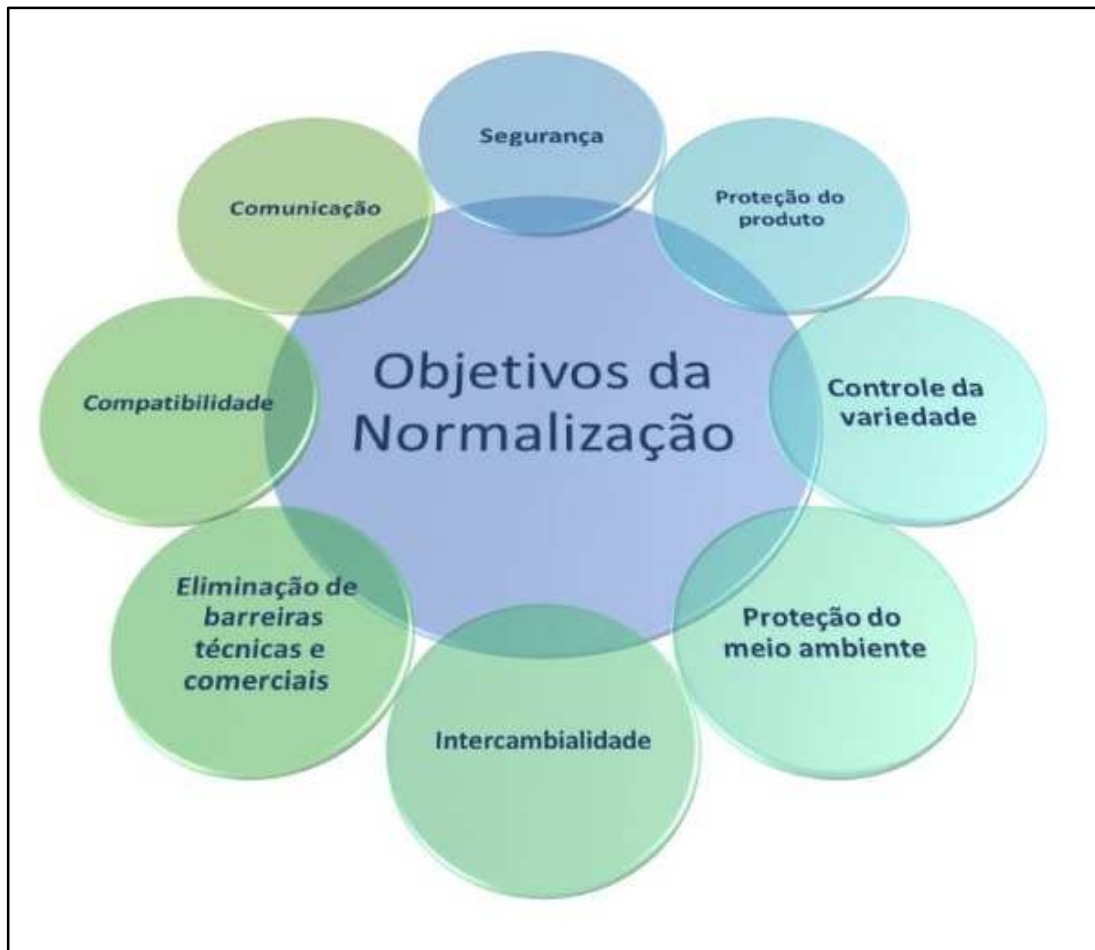 Objetivos da
Normalização
Segurança
Proteção do
produto
Controle da
variedade
Proteção do
meio ambiente
Intercambialidade
Eliminação de
barreiras
técnicas e
comerciais
Compatibilidade
Comunicação